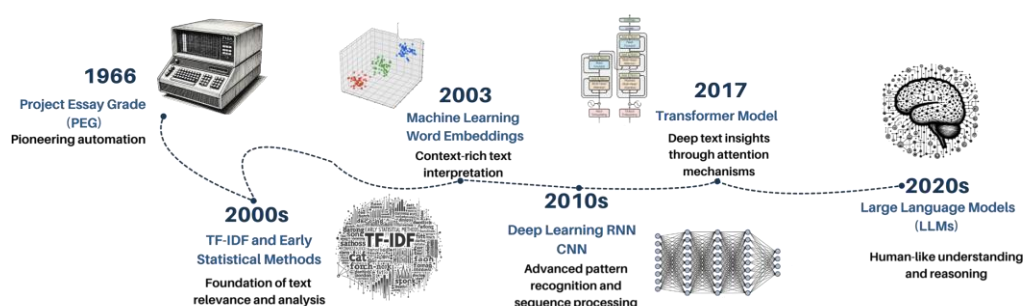 1966
Project Essay Grade
(PEG)
Pioneering automation
2000s
TF-IDF and Early
Statistical Methods
Foundation of text
relevance and analysis
TF-IDF
2003
Machine Learning
Word Embeddings
Context-rich text
interpretation
2010s
Deep Learning RNN
CNN
Advanced pattern
recognition and
sequence processing
2017
Transformer Model
Deep text insights
through attention
mechanisms
2020s
Large Language Models
(LLMs)
Human-like understanding
and reasoning